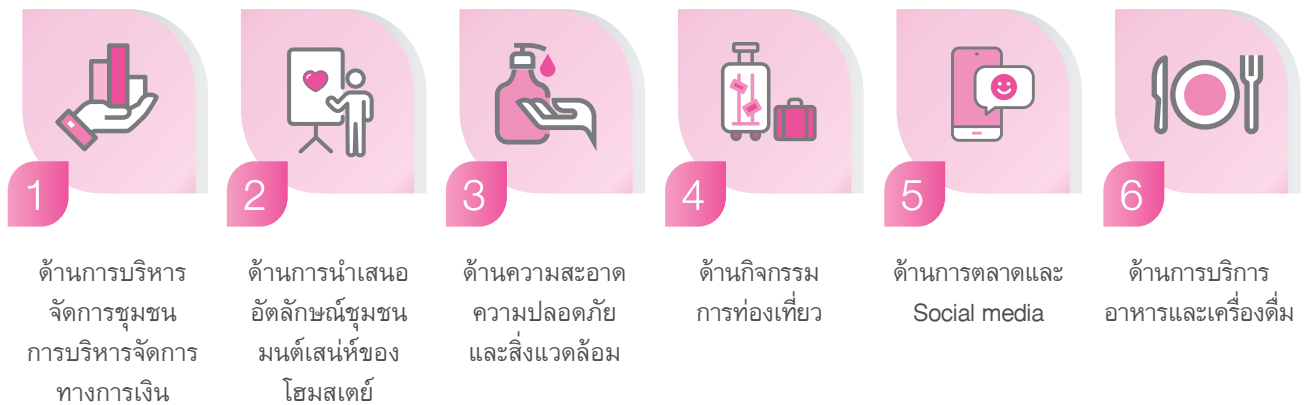 1
ด้านการบริหาร
จัดการชุมชน
การบริหารจัดการ
ทางการเงิน
2
ด้านการนำเสนอ
อัตลักษณ์ชุมชน
มนต์เสน่ห์ของ
โฮมสเตย์
3
ด้านความสะอาด
ความปลอดภัย
และสิ่งแวดล้อม
4
ด้านกิจกรรม
การท่องเที่ยว
5
ด้านการตลาดและ
Social media
6
ด้านการบริการ
อาหารและเครื่องดื่ม